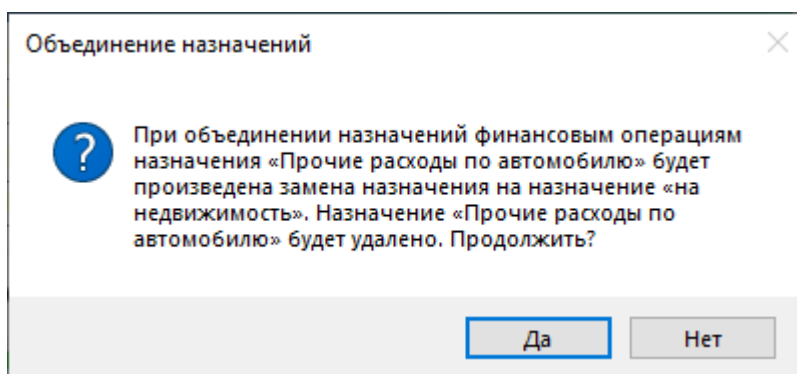 Объединение назначений
При объединении назначений финансовым операциям
назначения «Прочие расходы по автомобилю» будет
произведена замена назначения на назначение «на
недвижимость». Назначение «Прочие расходы по
автомобилю» будет удалено. Продолжить?
Да
Нет